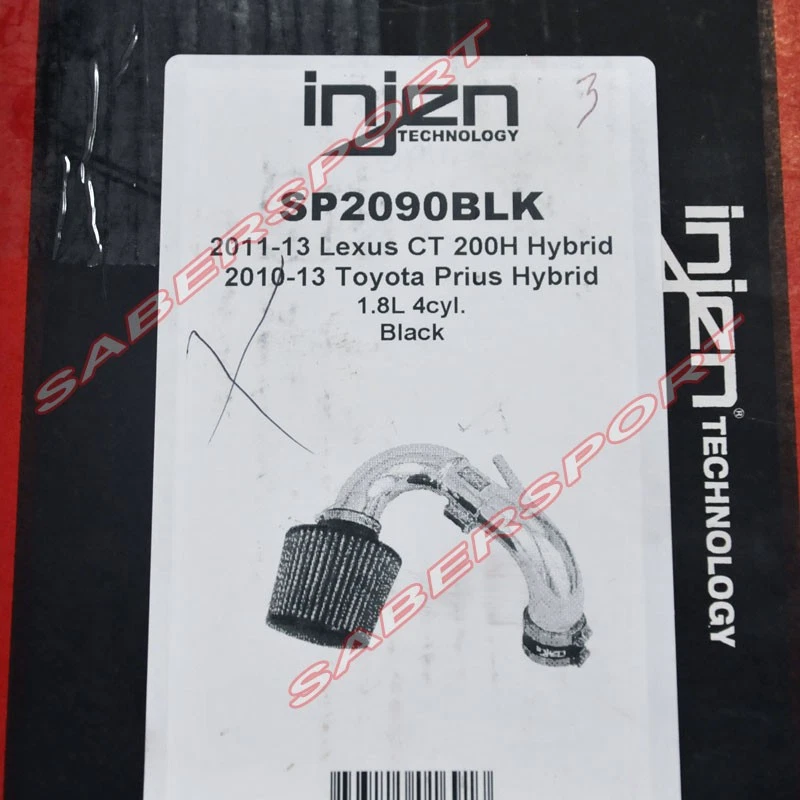 injen
TECHNOLOGY
3
SP2090BLK
2011-13 Lexus CT 200H Hybrid
2010-13 Toyota Prius Hybrid
1.8L 4cyl.
Black
injen®
TECHNOLOGY
SABERSPORT
SABERSPORT
SABERSPORT